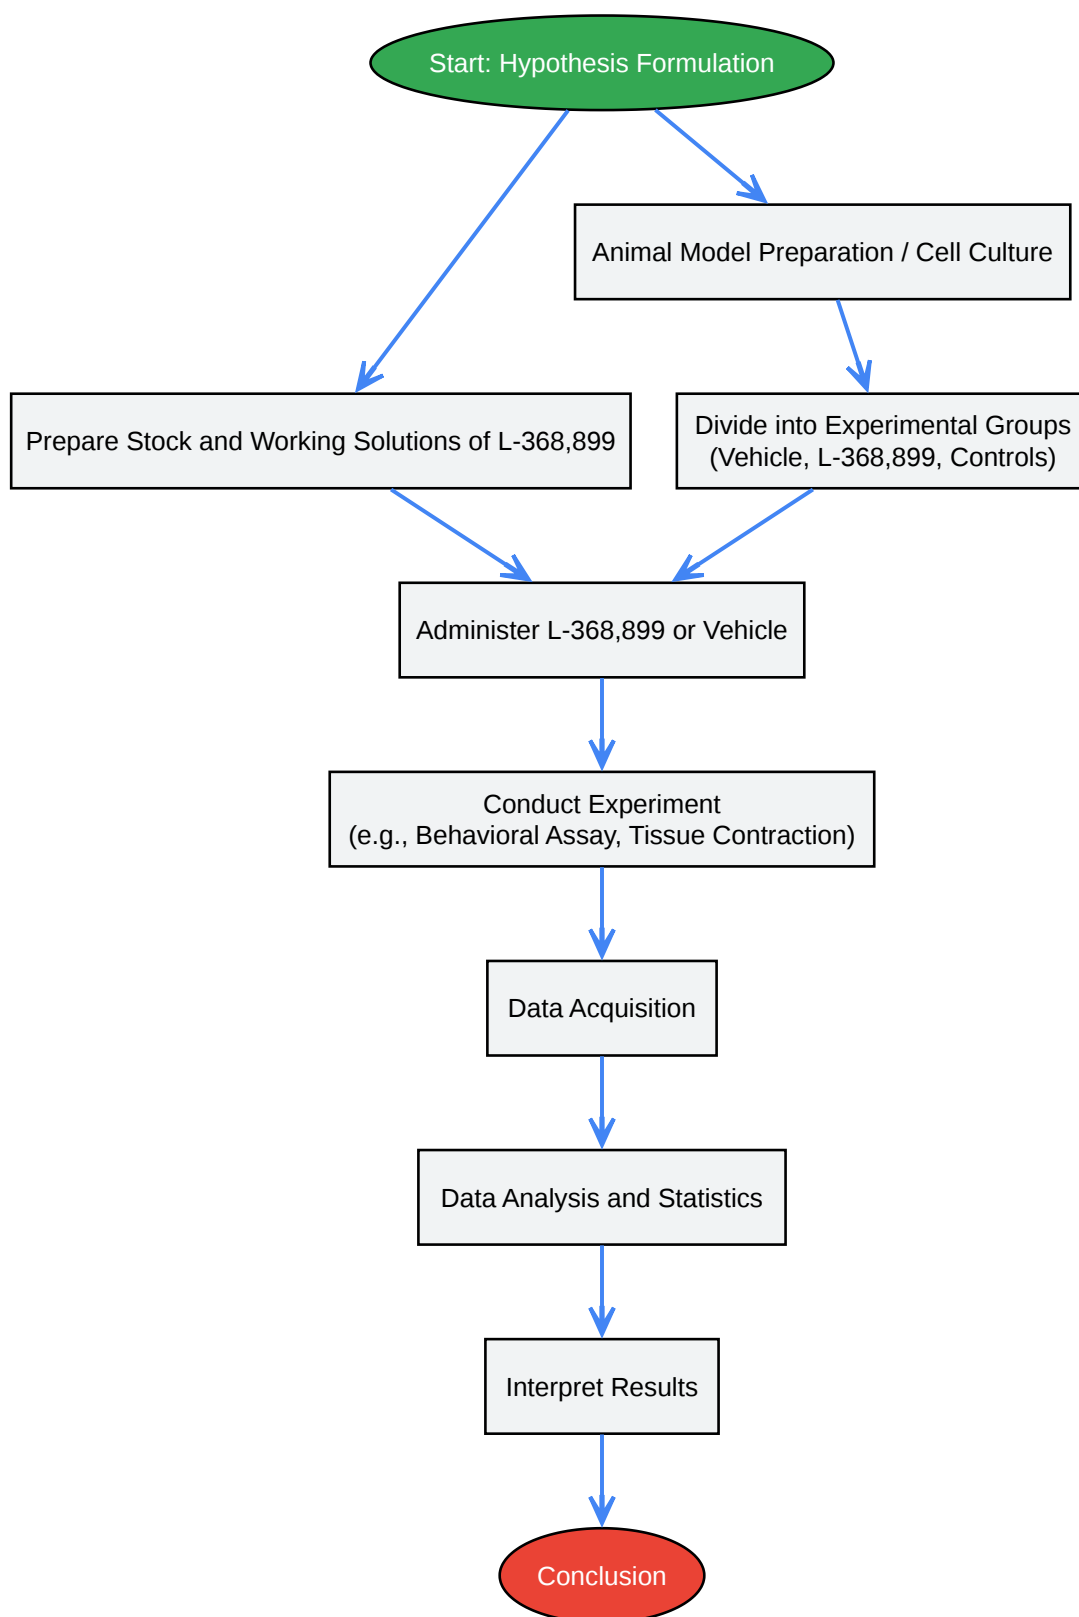 Start: Hypothesis Formulation
Animal Model Preparation / Cell Culture
Prepare Stock and Working Solutions of L-368,899
Divide into Experimental Groups
(Vehicle, L-368,899, Controls)
Administer L-368,899 or Vehicle
Conduct Experiment
(e.g., Behavioral Assay, Tissue Contraction)
Data Acquisition
Data Analysis and Statistics
Interpret Results
Conclusion